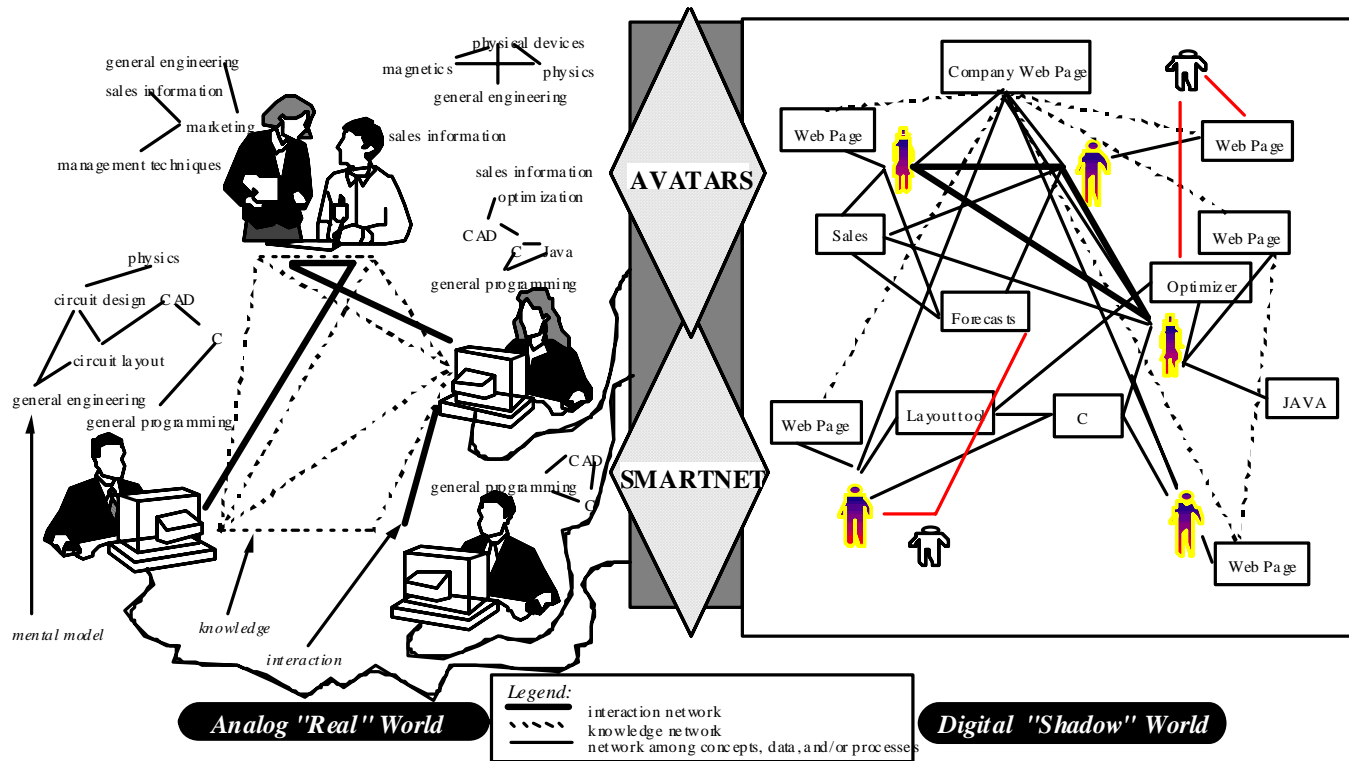 physical devices
magnetics
physics
general engineering
general engineering
sales information
marketing
management techniques
sales information
sales information
optimization
CAD
C
Java
general programming
physics
circuit design
CAD
C
circuit layout
general engineering
general programming
CAD
general programming
C
mental model
knowledge
interaction
Analog "Real" World
AVATARS
SMARTNET
Company Web Page
Web Page
Web Page
Sales
Web Page
Optimizer
Forecasts
Web Page
Layout tool
C
JAVA
Web Page
Legend:
interaction network
knowledge network
network among concepts, data, and/or processes
Digital "Shadow" World